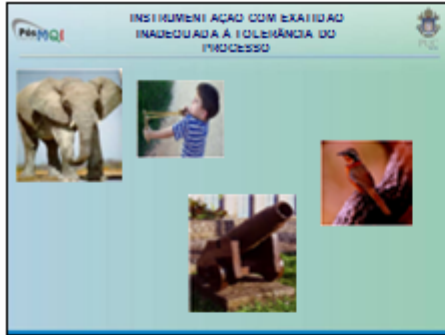 PósMQI
INSTRUMENTAÇÃO COM EXATIDÃO
INADEQUADA À TOLERÂNCIA DO
PROCESSO
PUC